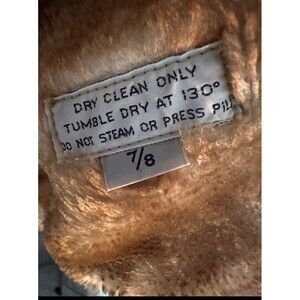 DRY CLEAN ONLY
TUMBLE DRY AT 130°
DO NOT STEAM OR PRESS
7/8